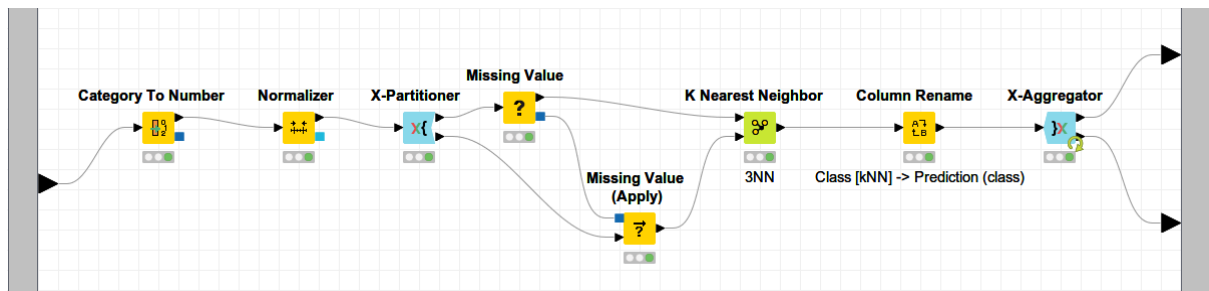 Category To Number
Normalizer
X-Partitioner
Missing Value
K Nearest Neighbor
Column Rename
X-Aggregator
?
X{
}X
A
B
Missing Value
(Apply)
?
3NN
Class [kNN] -> Prediction (class)